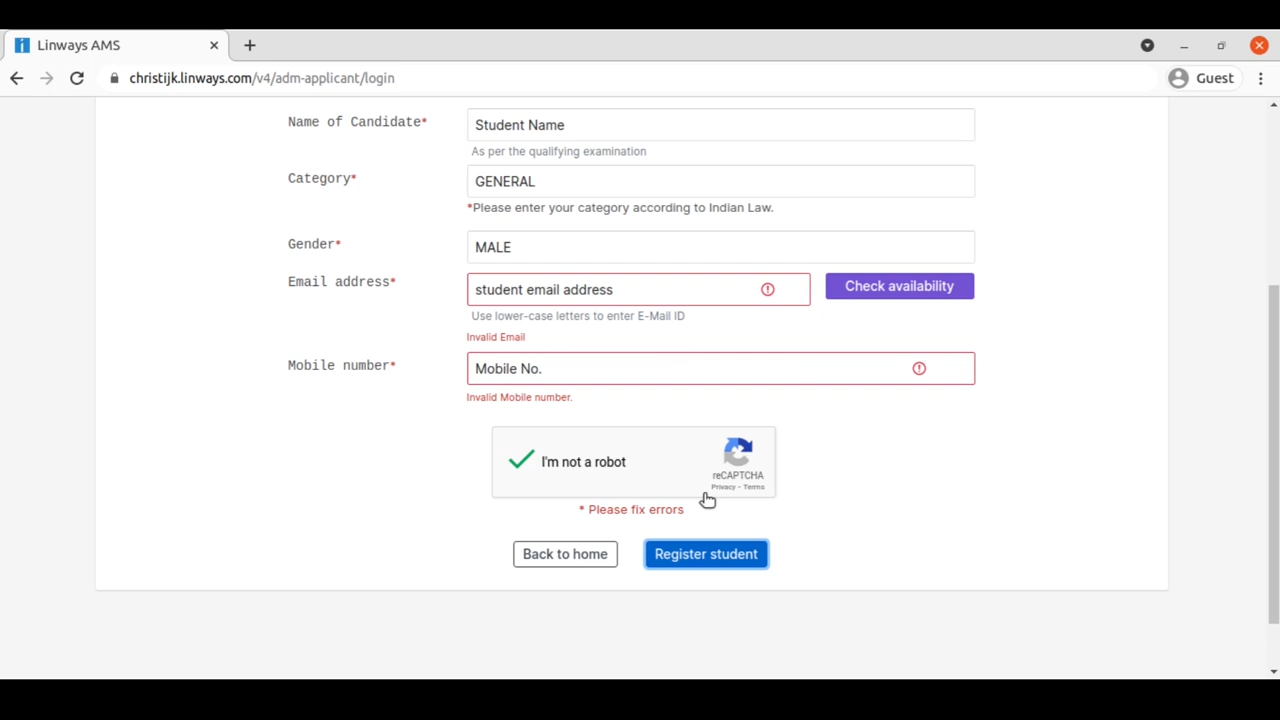 Linways AMS
christijk.linways.com/v4/adm-applicant/login
Guest
Name of Candidate* Student Name
As per the qualifying examination
Category* GENERAL
*Please enter your category according to Indian Law.
Gender* MALE
Email address* student email address Check availability
Use lower-case letters to enter E-Mail ID
Invalid Email
Mobile number* Mobile No.
Invalid Mobile number.
I'm not a robot
reCAPTCHA
Privacy - Terms
* Please fix errors
Back to home Register student